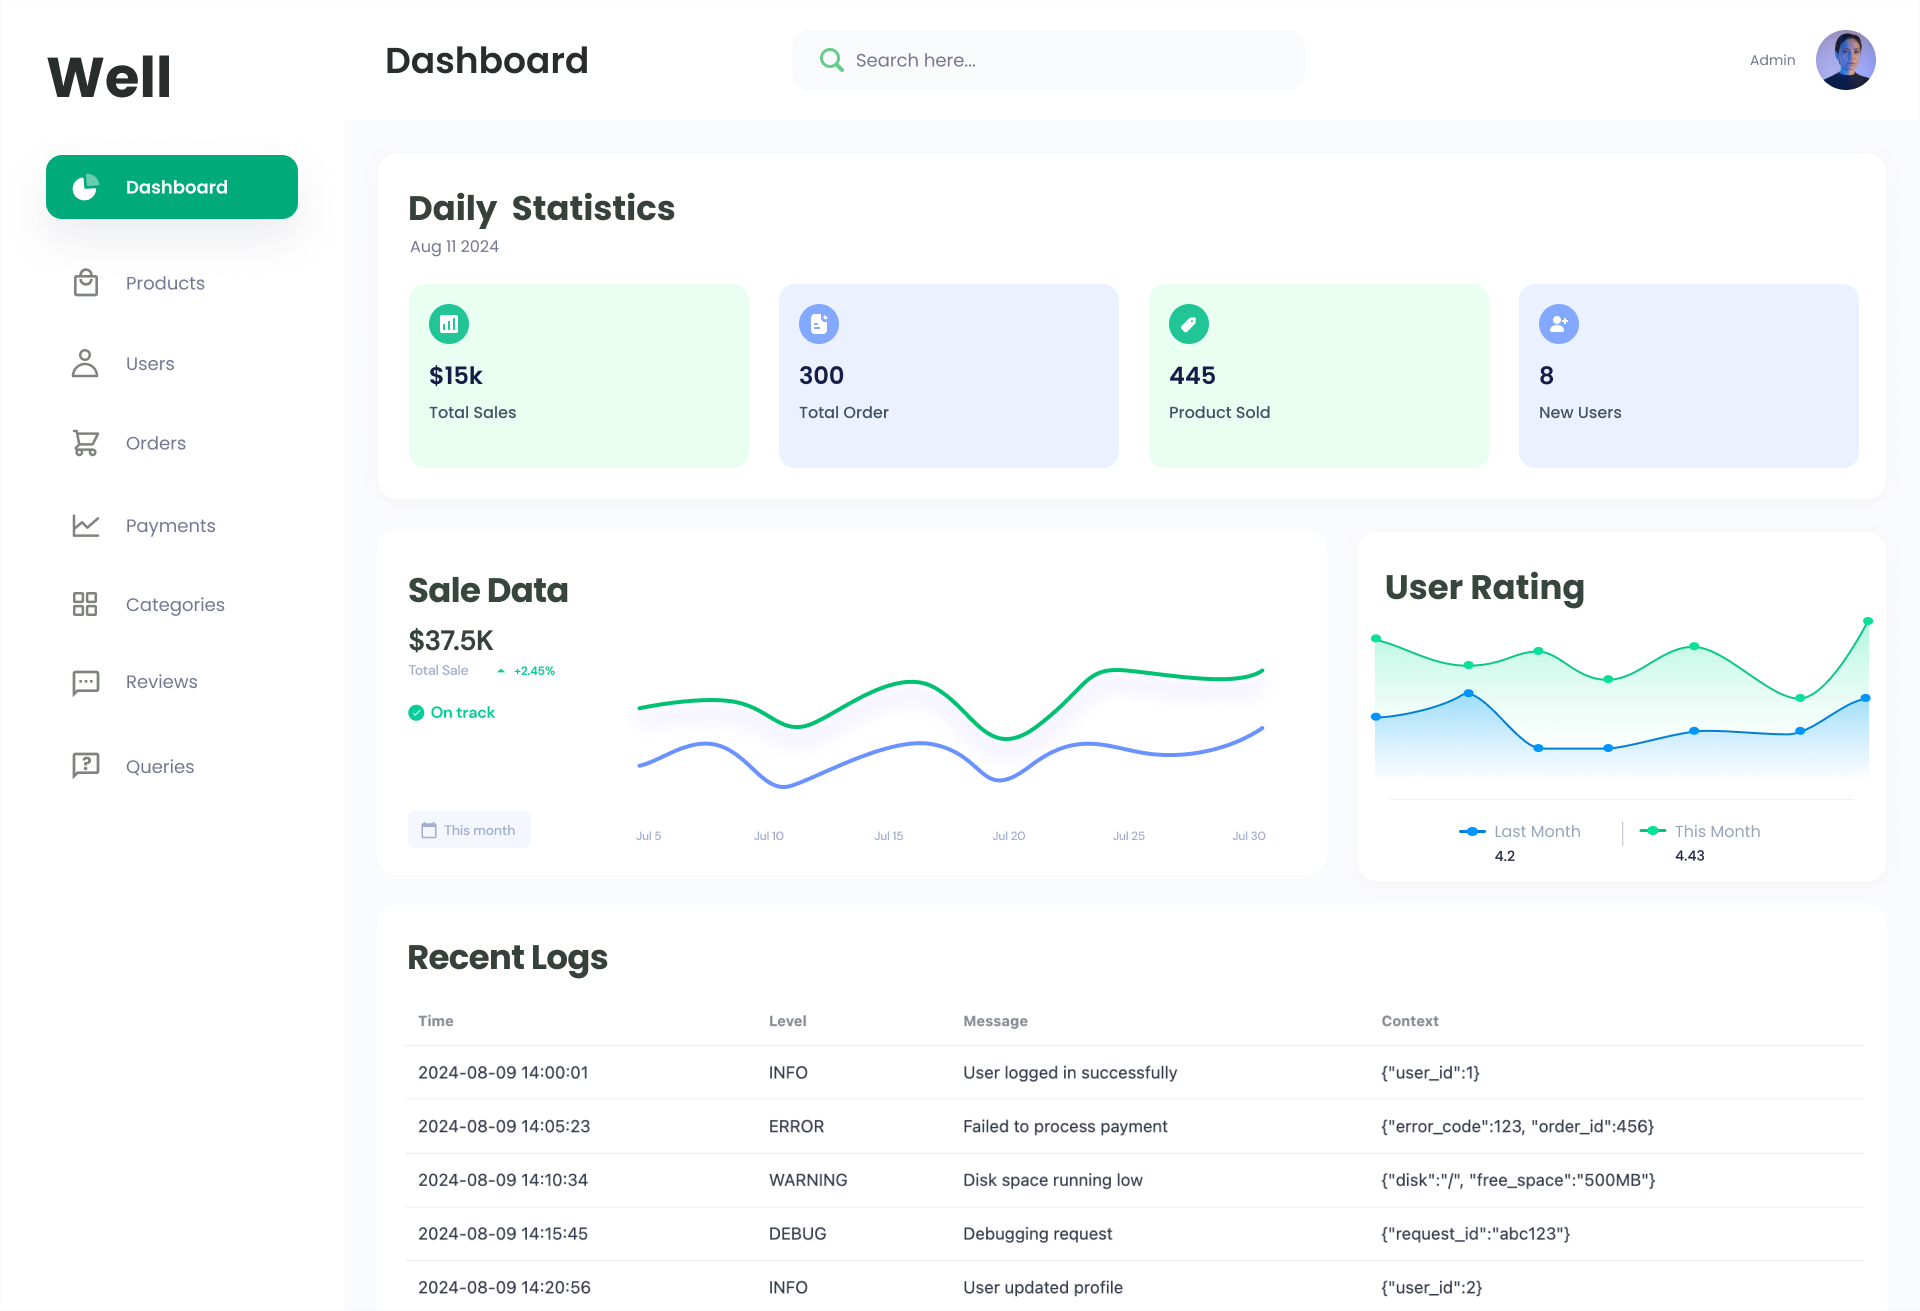 Well
Dashboard
Search here...
Admin
Dashboard
Products
Users
Orders
Payments
Categories
Reviews
Queries
Daily Statistics
Aug 11 2024
$15k
Total Sales
300
Total Order
445
Product Sold
8
New Users
Sale Data
$37.5K
Total Sale +2.45%
On track
This month
Jul 5 Jul 10 Jul 15 Jul 20 Jul 25 Jul 30
User Rating
Last Month
4.2
This Month
4.43
Recent Logs
Time Level Message Context
2024-08-09 14:00:01 INFO User logged in successfully {"user_id":1}
2024-08-09 14:05:23 ERROR Failed to process payment {"error_code":123, "order_id":456}
2024-08-09 14:10:34 WARNING Disk space running low {"disk":"/", "free_space":"500MB"}
2024-08-09 14:15:45 DEBUG Debugging request {"request_id":"abc123"}
2024-08-09 14:20:56 INFO User updated profile {"user_id":2}